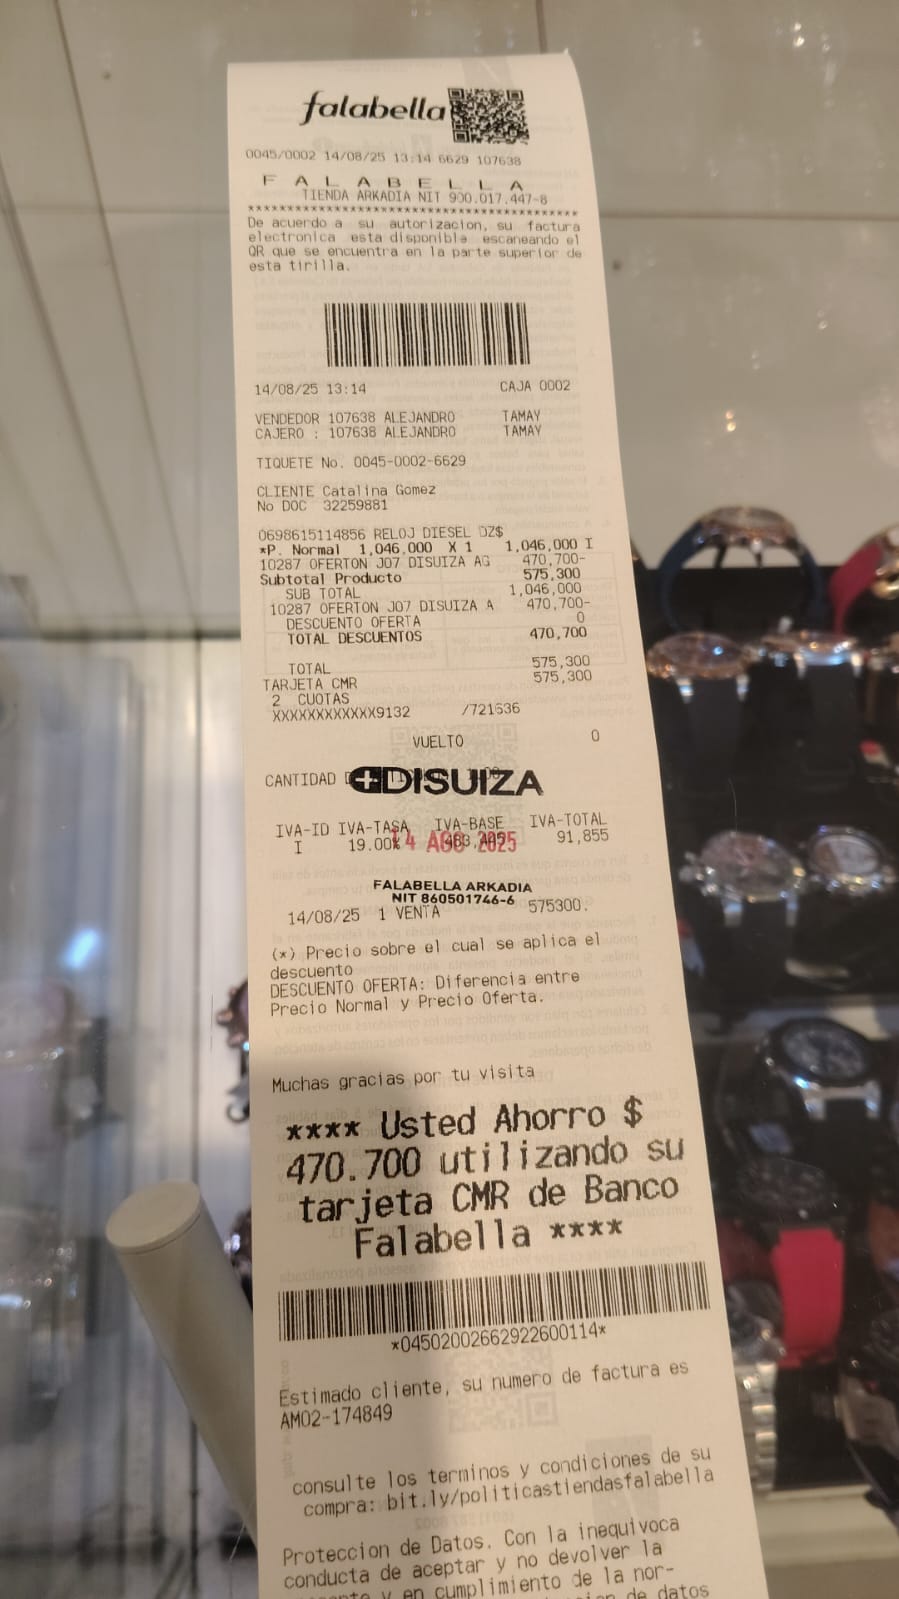 falabella
0045/0002 14/08/25 13:14 6629 107638
F A L A B E L L A
TIENDA ARKADIA NIT 900.017.447-8
******************************************
De acuerdo a su autorizacion, su factura
electronica esta disponible escaneando el
QR que se encuentra en la parte superior de
esta tirilla.
14/08/25 13:14 CAJA 0002
VENDEDOR 107638 ALEJANDRO TAMAY
CAJERO : 107638 ALEJANDRO TAMAY
TIQUETE No. 0045-0002-6629
CLIENTE Catalina Gomez
No DOC 32259881
0698615114856 RELOJ DIESEL DZ$
*P. Normal 1,046,000 X 1 1,046,000 I
10287 OFERTON J07 DISUIZA AG 470,700-
Subtotal Producto 575,300
SUB TOTAL 1,046,000
10287 OFERTON J07 DISUIZA A 470,700-
DESCUENTO OFERTA 0
TOTAL DESCUENTOS 470,700
TOTAL 575,300
TARJETA CMR 575,300
2 CUOTAS
XXXXXXXXXXXX9132 /721636
VUELTO 0
CANTIDAD
DISUIZA
IVA-ID IVA-TASA IVA-BASE IVA-TOTAL
I 19.00% 91,855
14 AGO 2025
FALABELLA ARKADIA
NIT 860501746-6
14/08/25 1 VENTA 575300.
(*) Precio sobre el cual se aplica el
descuento
DESCUENTO OFERTA: Diferencia entre
Precio Normal y Precio Oferta.
Muchas gracias por tu visita
**** Usted Ahorro $
470.700 utilizando su
tarjeta CMR de Banco
Falabella ****
*04502002662922600114*
Estimado cliente, su numero de factura es
AM02-174849
consulte los terminos y condiciones de su
compra: bit.ly/politicastiendasfalabella
Proteccion de Datos. Con la inequivoca
conducta de aceptar y no devolver la
y en cumplimiento de la nor-
de datos